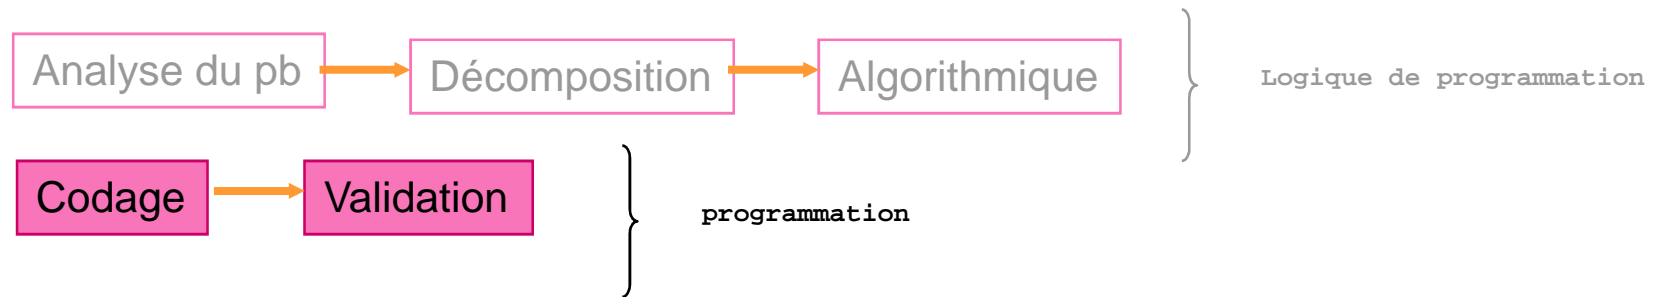 Analyse du pb
Décomposition
Algorithmique
Logique de programmation
Codage
Validation
programmation